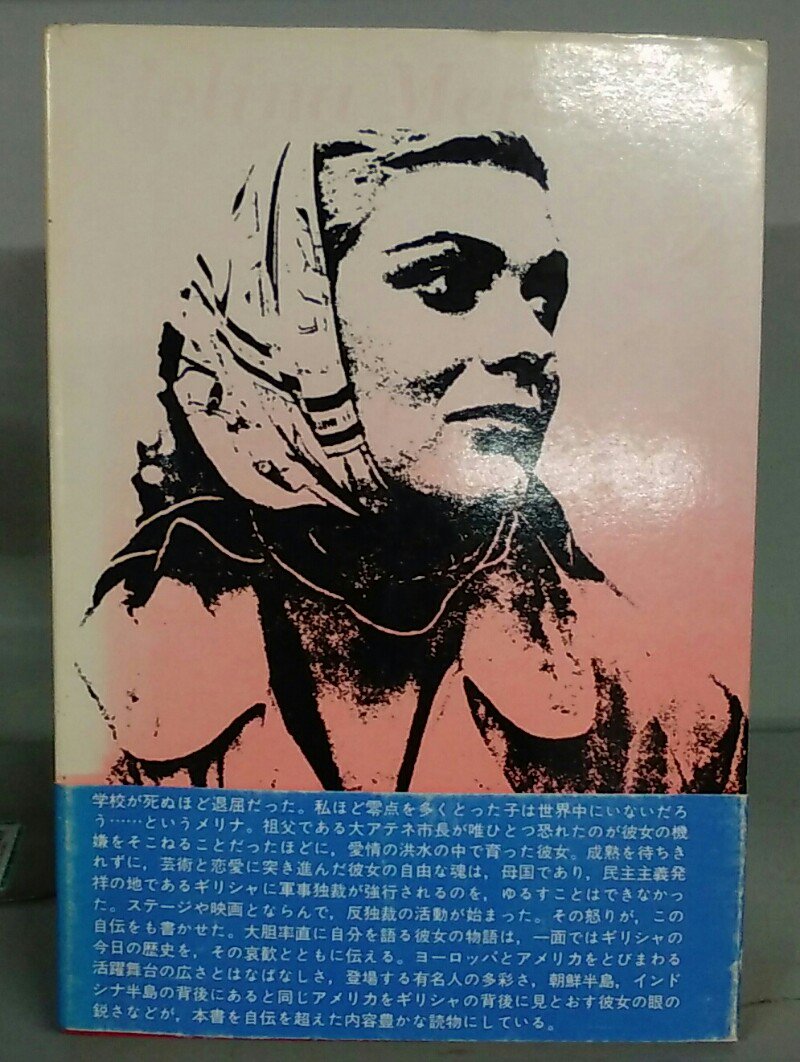 学校が死ぬほど退屈だった。私ほど零点を多くとった子は世界中にいないだろ
う……というメリナ。祖父である大アテネ市長が唯ひとつ恐れたのが彼女の機
嫌をそこねることだったほどに，愛情の洪水の中で育った彼女。成熟を待ちき
れずに，芸術と恋愛に突き進んだ彼女の自由な魂は，母国であり，民主主義発
祥の地であるギリシャに軍事独裁が強行されるのを，ゆるすことはできなかっ
た。ステージや映画とならんで，反独裁の活動が始まった。その怒りが，この
自伝をも書かせた。大胆率直に自分を語る彼女の物語は，一面ではギリシャの
今日の歴史を，その哀歓とともに伝える。ヨーロッパとアメリカをとびまわる
活躍舞台の広さとはなばなしさ，登場する有名人の多彩さ，朝鮮半島，インド
シナ半島の背後にあると同じアメリカをギリシャの背後に見とおす彼女の眼の
鋭さなどが，本書を自伝を超えた内容豊かな読物にしている。